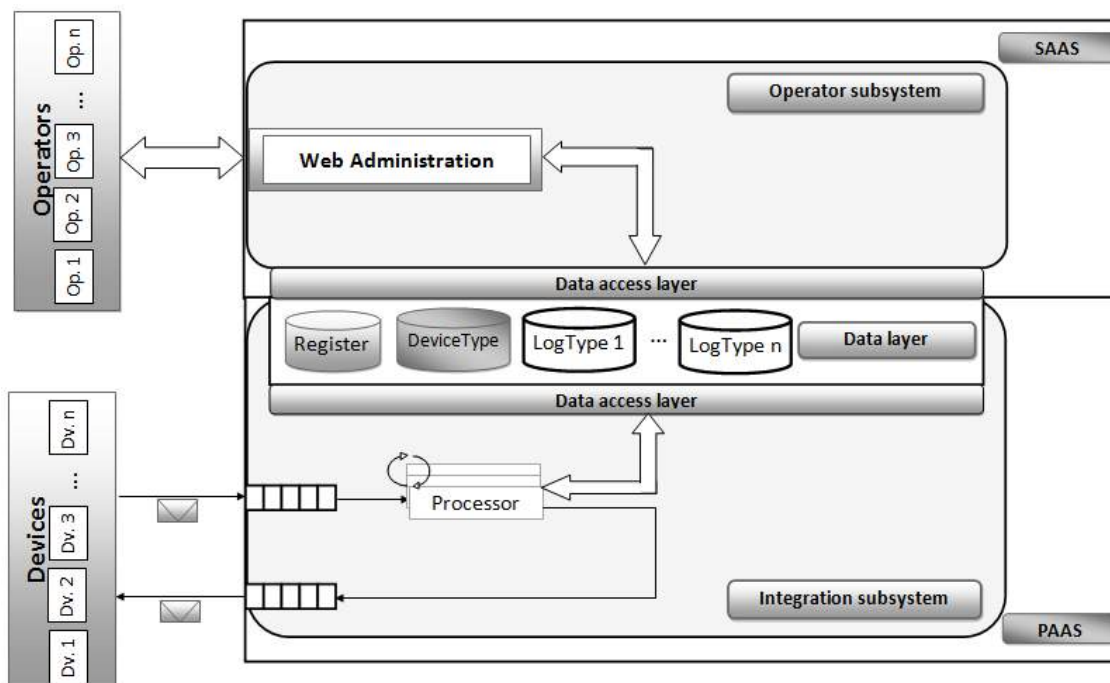 SAAS
Operator subsystem
Operators
Op. n
...
Op. 3
Op. 2
Op. 1
Web Administration
Data access layer
Register
DeviceType
LogType 1
...
LogType n
Data layer
Data access layer
Devices
Dv. n
...
Dv. 3
Dv. 2
Dv. 1
Processor
Integration subsystem
PAAS